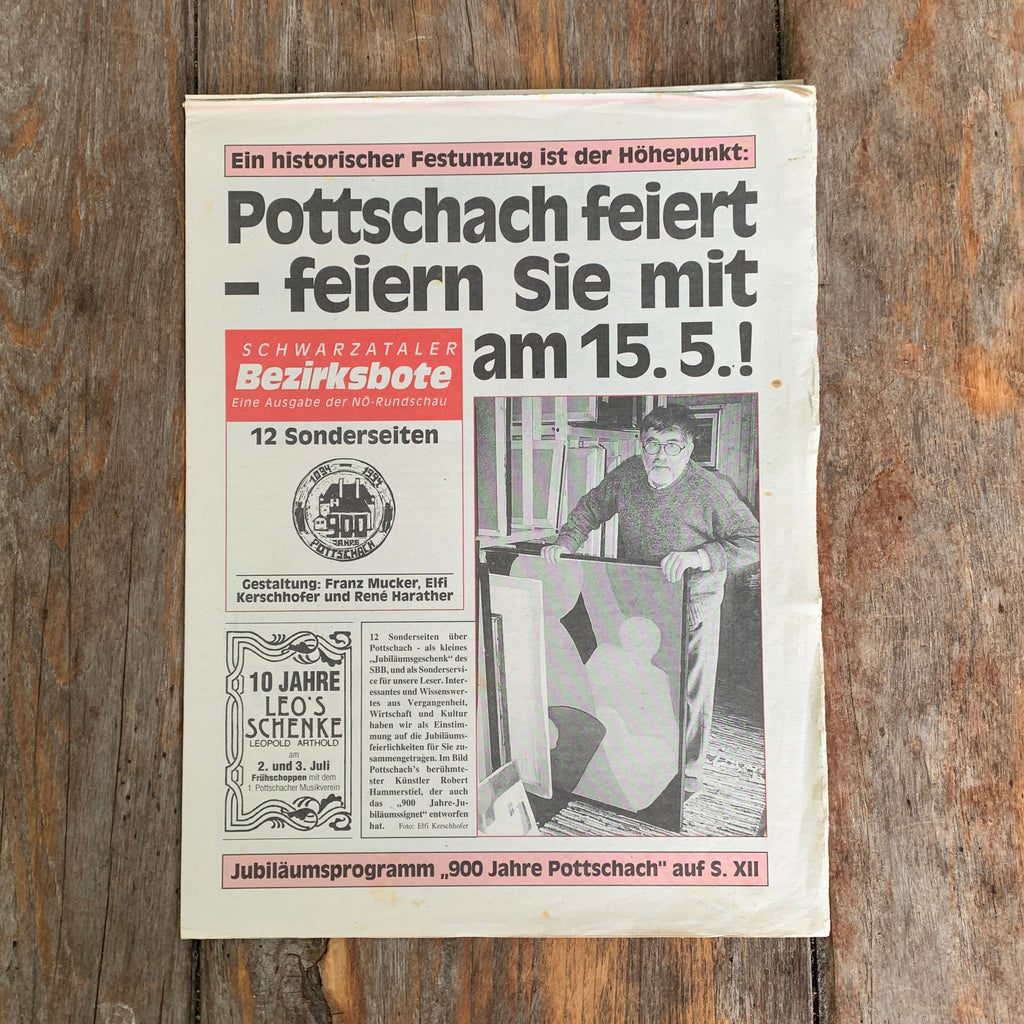 Ein historischer Festumzug ist der Höhepunkt:
Pottschach feiert
– feiern Sie mit
am 15. 5.!
SCHWARZATALER
Bezirksbote
Eine Ausgabe der NÖ-Rundschau
12 Sonderseiten
1094 – 1994
900
JAHRE
POTTSCHACH
Gestaltung: Franz Mucker, Elfi
Kerschhofer und René Harather
10 JAHRE
LEO'S
SCHENKE
LEOPOLD ARTHOLD
am
2. und 3. Juli
Frühschoppen mit dem
1. Pottschacher Musikverein
12 Sonderseiten über
Pottschach - als kleines
„Jubiläumsgeschenk" des
SBB, und als Sonderservi-
ce für unsere Leser. Inter-
essantes und Wissenswer-
tes aus Vergangenheit,
Wirtschaft und Kultur
haben wir als Einstim-
mung auf die Jubiläums-
feierlichkeiten für Sie zu-
sammengetragen. Im Bild
Pottschach's berühmte-
ster Künstler Robert
Hammerstiel, der auch
das „900 Jahre-Ju-
biläumssignet" entworfen
hat. Foto: Elfi Kerschhofer
Jubiläumsprogramm „900 Jahre Pottschach" auf S. XII